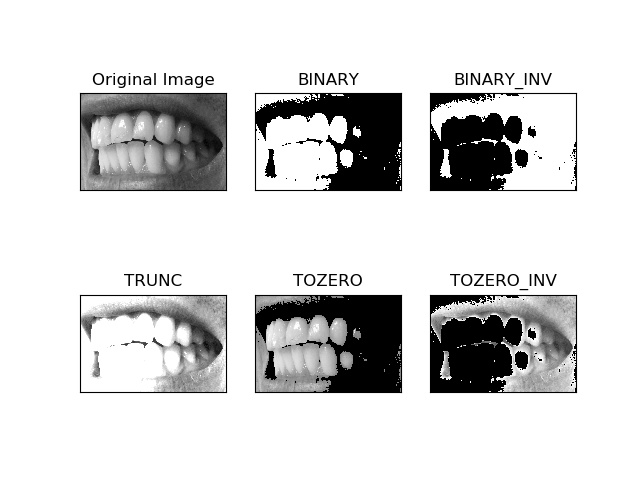 Original Image
BINARY
BINARY_INV
TRUNC
TOZERO
TOZERO_INV